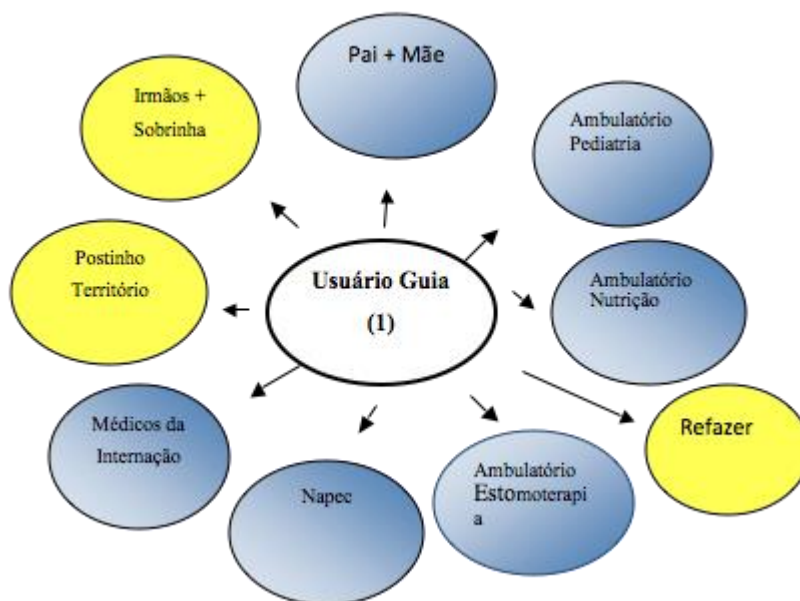 Pai + Mãe
Irmãos +
Sobrinha
Ambulatório
Pediatria
Postinho
Território
Usuário Guia
(1)
Ambulatório
Nutrição
Médicos da
Internação
Refazer
Napec
Ambulatório
Estomoterapi
a